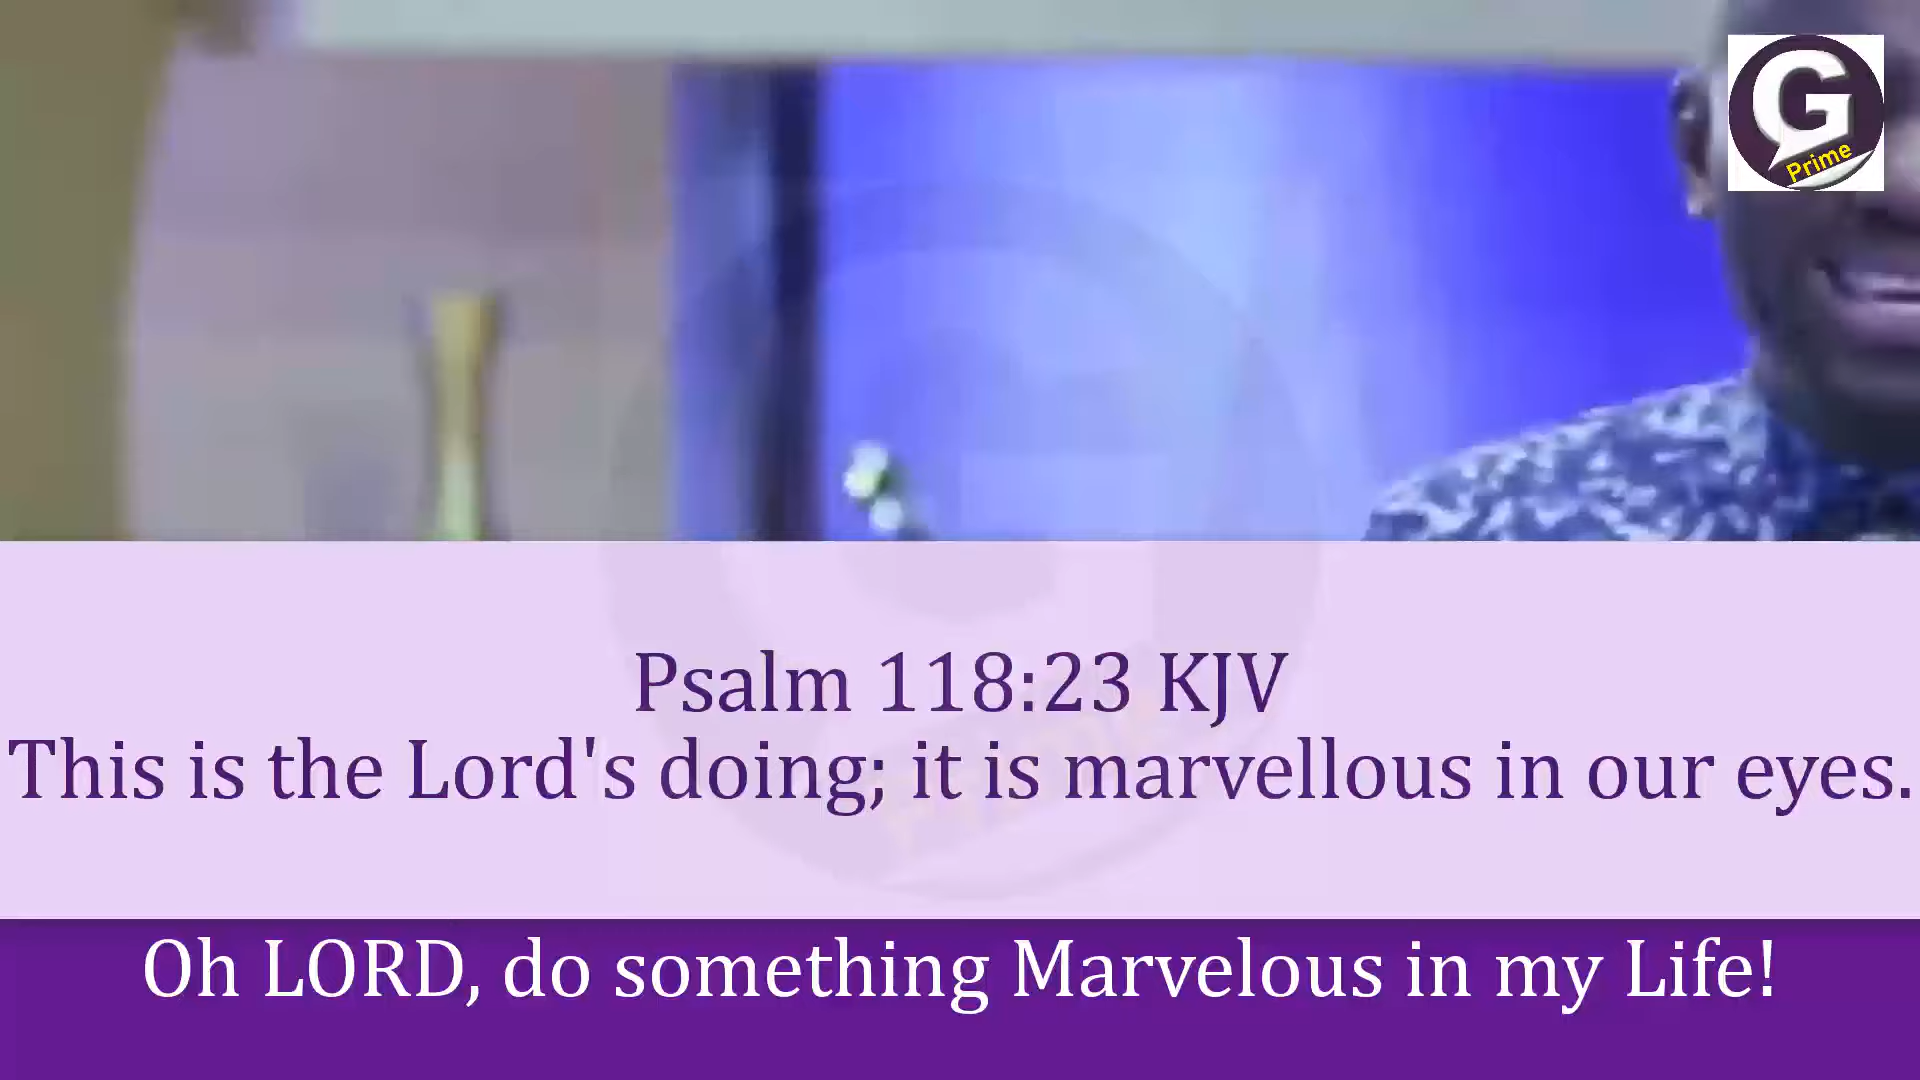 G
Prime
Psalm 118:23 KJV
This is the Lord's doing; it is marvellous in our eyes.
Oh LORD, do something Marvelous in my Life!